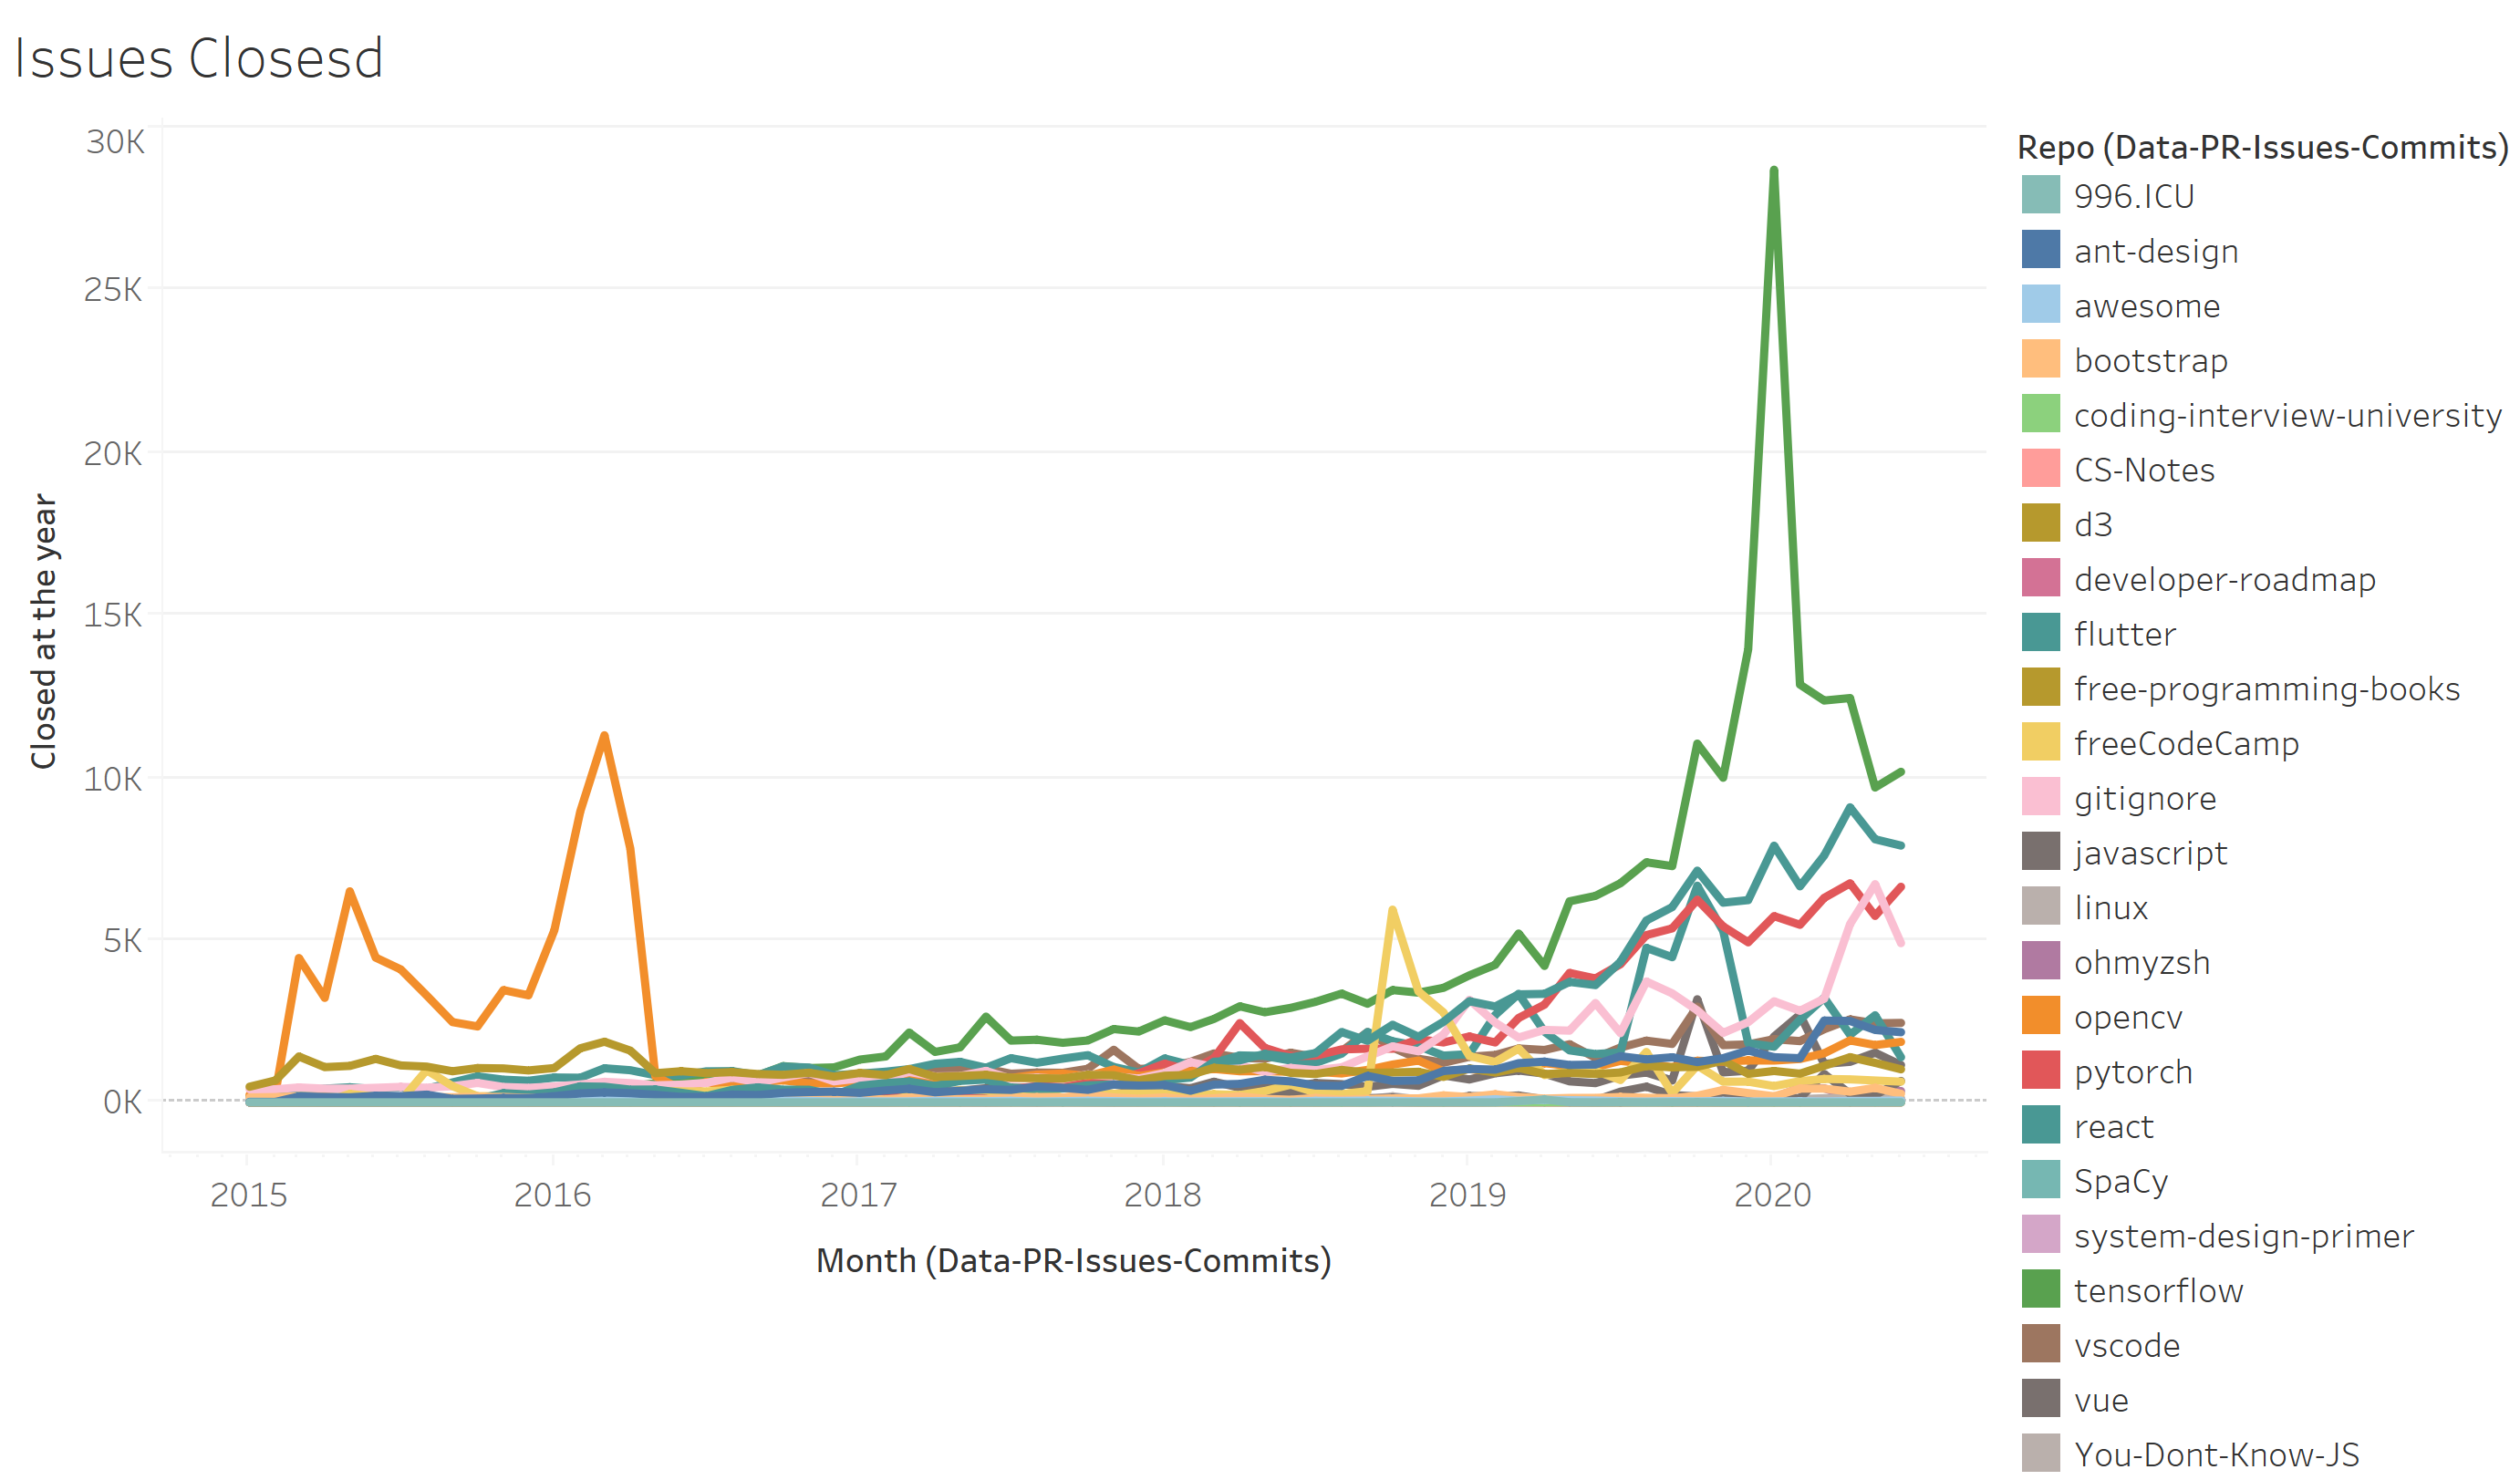 Issues Closesd
30K
25K
20K
15K
10K
5K
0K
Closed at the year
2015 2016 2017 2018 2019 2020
Month (Data-PR-Issues-Commits)
Repo (Data-PR-Issues-Commits)
996.ICU
ant-design
awesome
bootstrap
coding-interview-university
CS-Notes
d3
developer-roadmap
flutter
free-programming-books
freeCodeCamp
gitignore
javascript
linux
ohmyzsh
opencv
pytorch
react
SpaCy
system-design-primer
tensorflow
vscode
vue
You-Dont-Know-JS